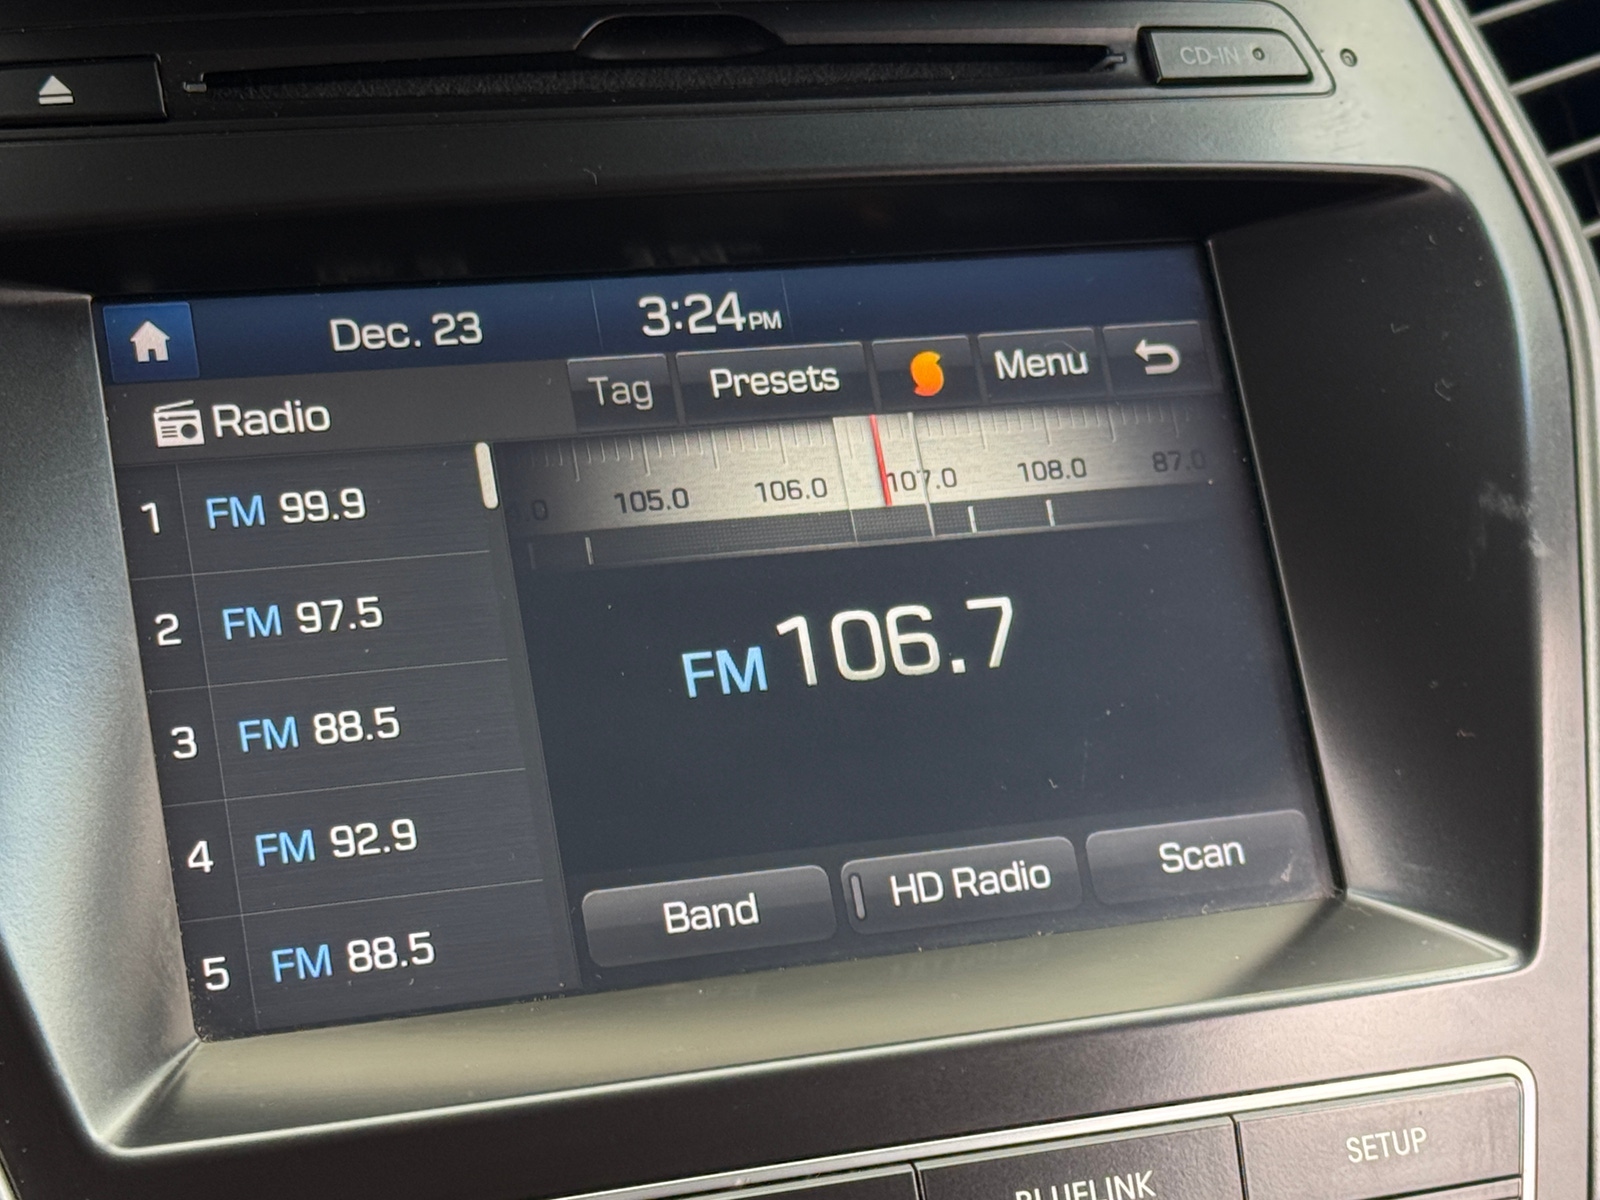 CD-IN
Dec. 23 3:24PM
Radio Tag Presets Menu
105.0 106.0 107.0 108.0 87.0
1 FM 99.9
2 FM 97.5
3 FM 88.5
4 FM 92.9
5 FM 88.5
FM 106.7
Band HD Radio Scan
BLUELINK SETUP